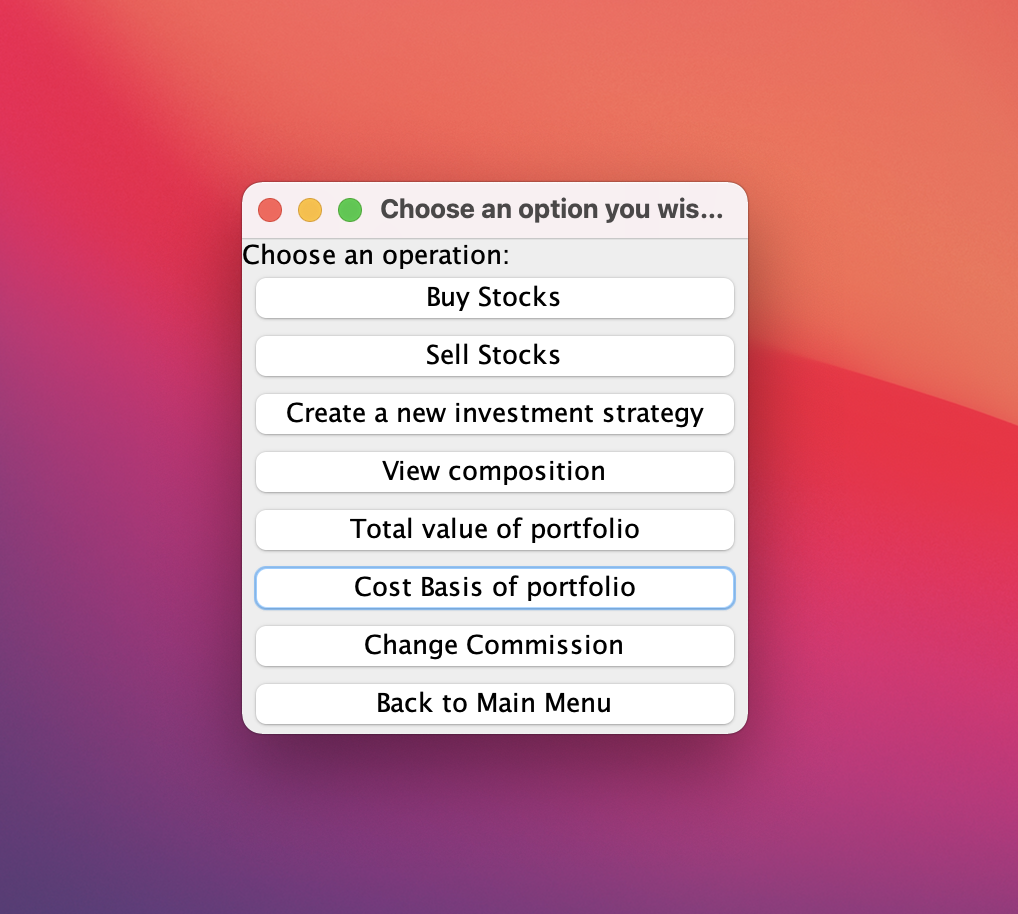 Choose an option you wis...
Choose an operation:
Buy Stocks
Sell Stocks
Create a new investment strategy
View composition
Total value of portfolio
Cost Basis of portfolio
Change Commission
Back to Main Menu